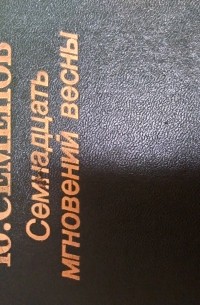 Ю.СЕМЕНОВ
Семнадцать
мгновений весны